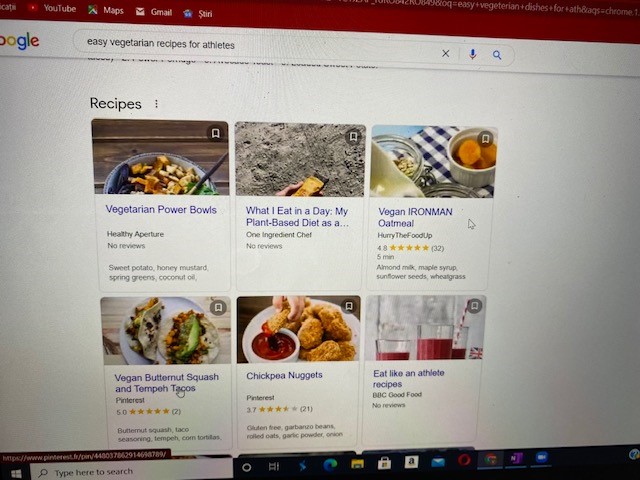 YouTube Maps Gmail Știri
easy vegetarian recipes for athletes
Recipes
Vegetarian Power Bowls
Healthy Aperture
No reviews
Sweet potato, honey mustard,
spring greens, coconut oil,
What I Eat in a Day: My
Plant-Based Diet as a...
One Ingredient Chef
No reviews
Vegan IRONMAN
Oatmeal
HurryTheFoodUp
4.8 (32)
5 min
Almond milk, maple syrup,
sunflower seeds, wheatgrass
Vegan Butternut Squash
and Tempeh Tacos
Pinterest
5.0 (2)
Butternut squash, taco
seasoning, tempeh, corn tortillas,
Chickpea Nuggets
Pinterest
3.7 (21)
Gluten free, garbanzo beans,
rolled oats, garlic powder, onion
Eat like an athlete
recipes
BBC Good Food
No reviews
https://www.pinterest.fr/pin/448037862914698789/
Type here to search